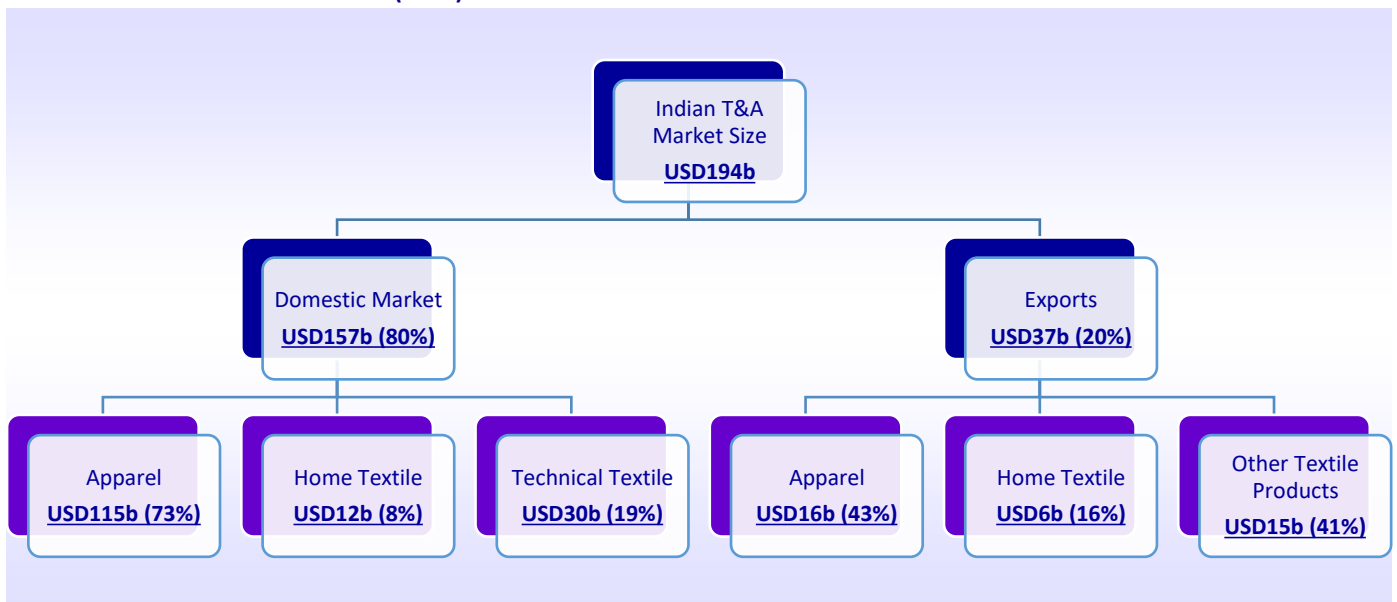 Indian T&A
Market Size
USD194b
Domestic Market
USD157b (80%)
Exports
USD37b (20%)
Apparel
USD115b (73%)
Home Textile
USD12b (8%)
Technical Textile
USD30b (19%)
Apparel
USD16b (43%)
Home Textile
USD6b (16%)
Other Textile
Products
USD15b (41%)